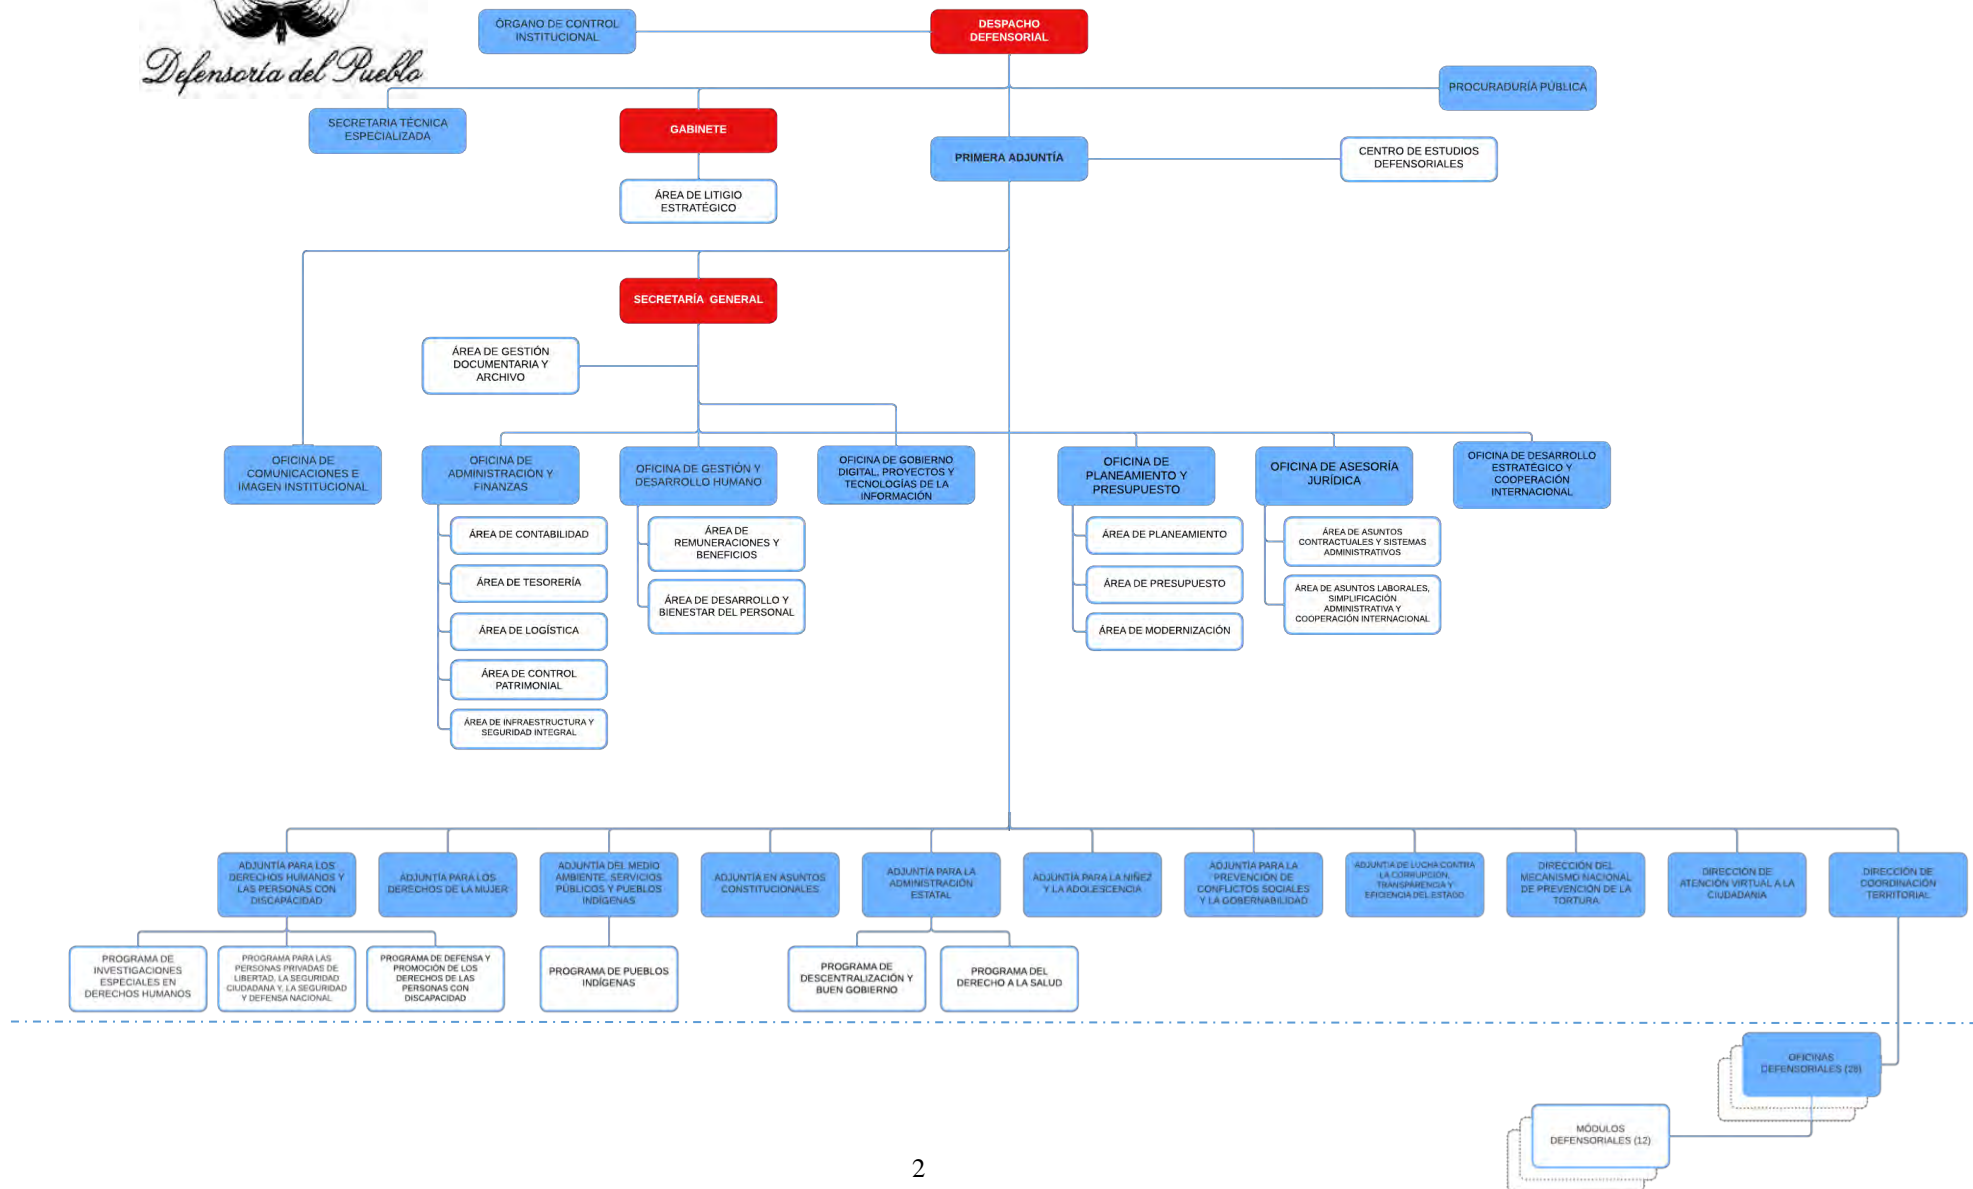 Defensoría del Pueblo
ÓRGANO DE CONTROL
INSTITUCIONAL
DESPACHO
DEFENSORIAL
PROCURADURÍA PÚBLICA
SECRETARIA TÉCNICA
ESPECIALIZADA
GABINETE
PRIMERA ADJUNTÍA
CENTRO DE ESTUDIOS
DEFENSORIALES
ÁREA DE LITIGIO
ESTRATÉGICO
SECRETARÍA GENERAL
ÁREA DE GESTIÓN
DOCUMENTARIA Y
ARCHIVO
OFICINA DE
COMUNICACIONES E
IMAGEN INSTITUCIONAL
OFICINA DE
ADMINISTRACION Y
FINANZAS
OFICINA DE GESTIÓN Y
DESARROLLO HUMANO
OFICINA DE GOBIERNO
DIGITAL, PROYECTOS Y
TECNOLOGÍAS DE LA
INFORMACIÓN
OFICINA DE
PLANEAMIENTO Y
PRESUPUESTO
OFICINA DE ASESORÍA
JURÍDICA
OFICINA DE DESARROLLO
ESTRATÉGICO Y
COOPERACIÓN
INTERNACIONAL
ÁREA DE CONTABILIDAD
ÁREA DE TESORERÍA
ÁREA DE LOGÍSTICA
ÁREA DE CONTROL
PATRIMONIAL
ÁREA DE INFRAESTRUCTURA Y
SEGURIDAD INTEGRAL
ÁREA DE
REMUNERACIONES Y
BENEFICIOS
ÁREA DE DESARROLLO Y
BIENESTAR DEL PERSONAL
ÁREA DE PLANEAMIENTO
ÁREA DE PRESUPUESTO
ÁREA DE MODERNIZACIÓN
ÁREA DE ASUNTOS
CONTRACTUALES Y SISTEMAS
ADMINISTRATIVOS
ÁREA DE ASUNTOS LABORALES,
SIMPLIFICACIÓN
ADMINISTRATIVA Y
COOPERACIÓN INTERNACIONAL
ADJUNTÍA PARA LOS
DERECHOS HUMANOS Y
LAS PERSONAS CON
DISCAPACIDAD
ADJUNTÍA PARA LOS
DERECHOS DE LA MUJER
ADJUNTÍA DEL MEDIO
AMBIENTE, SERVICIOS
PÚBLICOS Y PUEBLOS
INDÍGENAS
ADJUNTÍA EN ASUNTOS
CONSTITUCIONALES
ADJUNTÍA PARA LA
ADMINISTRACIÓN
ESTATAL
ADJUNTÍA PARA LA NIÑEZ
Y LA ADOLESCENCIA
ADJUNTÍA PARA LA
PREVENCIÓN DE
CONFLICTOS SOCIALES
Y LA GOBERNABILIDAD
ADJUNTÍA DE LUCHA CONTRA
LA CORRUPCIÓN,
TRANSPARENCIA Y
EFICIENCIA DEL ESTADO
DIRECCIÓN DEL
MECANISMO NACIONAL
DE PREVENCIÓN DE LA
TORTURA
DIRECCIÓN DE
ATENCIÓN VIRTUAL A LA
CIUDADANIA
DIRECCIÓN DE
COORDINACIÓN
TERRITORIAL
PROGRAMA DE
INVESTIGACIONES
ESPECIALES EN
DERECHOS HUMANOS
PROGRAMA PARA LAS
PERSONAS PRIVADAS DE
LIBERTAD, LA SEGURIDAD
CIUDADANA Y, LA SEGURIDAD
Y DEFENSA NACIONAL
PROGRAMA DE DEFENSA Y
PROMOCIÓN DE LOS
DERECHOS DE LAS
PERSONAS CON
DISCAPACIDAD
PROGRAMA DE PUEBLOS
INDÍGENAS
PROGRAMA DE
DESCENTRALIZACIÓN Y
BUEN GOBIERNO
PROGRAMA DEL
DERECHO A LA SALUD
OFICINAS
DEFENSORIALES (28)
MÓDULOS
DEFENSORIALES (12)
2